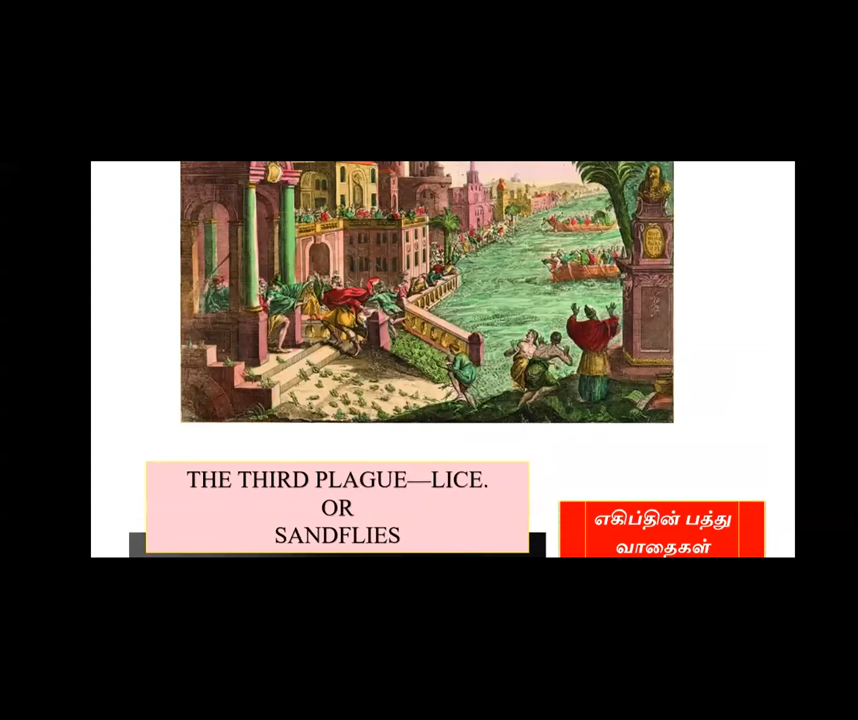 THE THIRD PLAGUE—LICE.
OR
SANDFLIES
எகிப்தின் பத்து
வாதைகள்